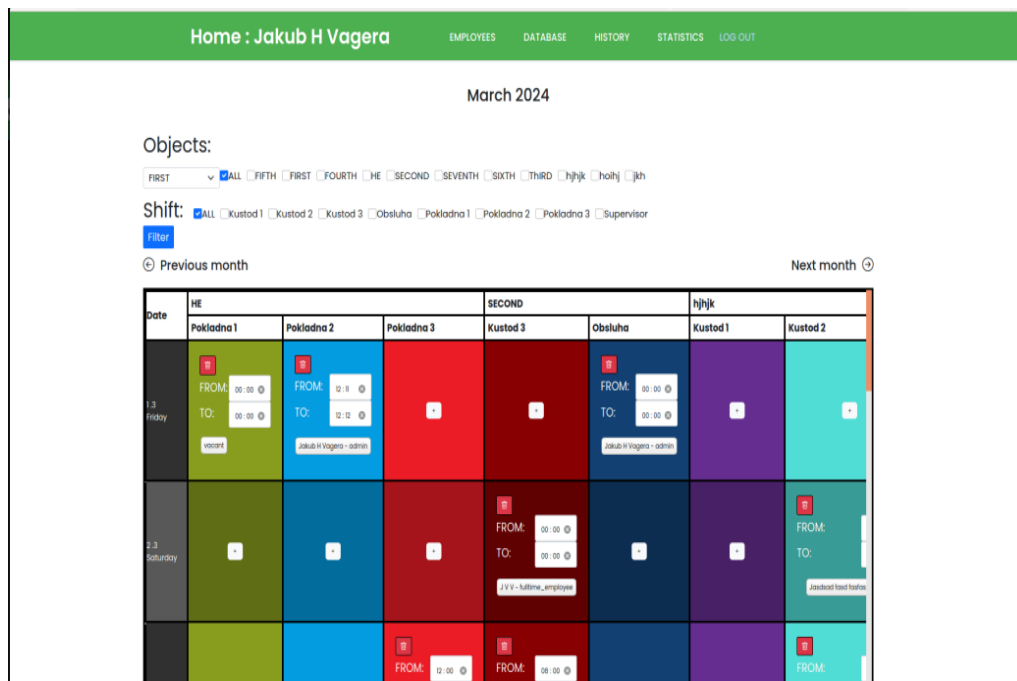 Home : Jakub H Vagera EMPLOYEES DATABASE HISTORY STATISTICS LOG OUT
March 2024
Objects:
FIRST ALL FIFTH FIRST FOURTH HE SECOND SEVENTH SIXTH ThIRD hjhjk hoihj jkh
Shift: ALL Kustod 1 Kustod 2 Kustod 3 Obsluha Pokladna 1 Pokladna 2 Pokladna 3 Supervisor
Filter
Previous month Next month
Date HE SECOND hjhjk
Pokladna 1 Pokladna 2 Pokladna 3 Kustod 3 Obsluha Kustod 1 Kustod 2
1.3 Friday
FROM: 00:00 FROM: 12:11 FROM: 00:00
TO: 00:00 TO: 12:12 + + TO: 00:00 + +
vacant Jakub H Vagera - admin Jakub H Vagera - admin
2.3 Saturday
FROM: 00:00 FROM:
+ + + TO: 00:00 + + TO:
J V V - fulltime_employee Jasdsad fasd fasfas
FROM: 12:00 FROM: 08:00 FROM: